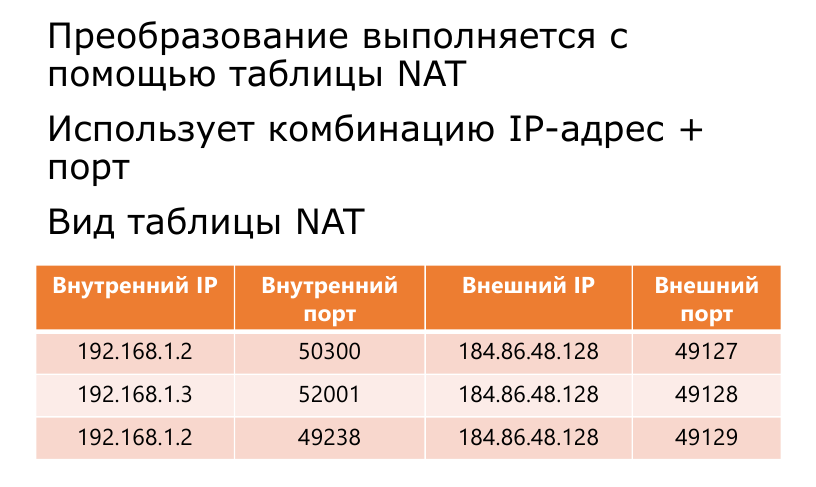 Преобразование выполняется с
помощью таблицы NAT
Использует комбинацию IP-адрес +
порт
Вид таблицы NAT
Внутренний IP Внутренний порт Внешний IP Внешний порт
192.168.1.2 50300 184.86.48.128 49127
192.168.1.3 52001 184.86.48.128 49128
192.168.1.2 49238 184.86.48.128 49129